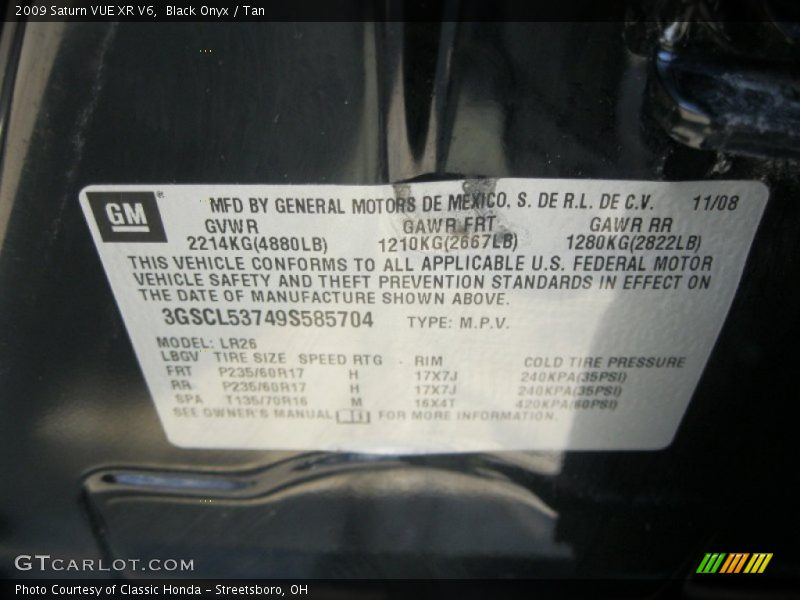 2009 Saturn VUE XR V6, Black Onyx / Tan
GM ®
MFD BY GENERAL MOTORS DE MEXICO, S. DE R.L. DE C.V. 11/08
GVWR GAWR FRT GAWR RR
2214KG(4880LB) 1210KG(2667LB) 1280KG(2822LB)
THIS VEHICLE CONFORMS TO ALL APPLICABLE U.S. FEDERAL MOTOR
VEHICLE SAFETY AND THEFT PREVENTION STANDARDS IN EFFECT ON
THE DATE OF MANUFACTURE SHOWN ABOVE.
3GSCL53749S585704 TYPE: M.P.V.
MODEL: LR26
LBGV TIRE SIZE SPEED RTG RIM COLD TIRE PRESSURE
FRT P235/60R17 H 17X7J 240KPA(35PSI)
RR P235/60R17 H 17X7J 240KPA(35PSI)
SPA T135/70R16 M 16X4T 420KPA(60PSI)
SEE OWNER'S MANUAL FOR MORE INFORMATION.
GTCARLOT.COM
Photo Courtesy of Classic Honda - Streetsboro, OH